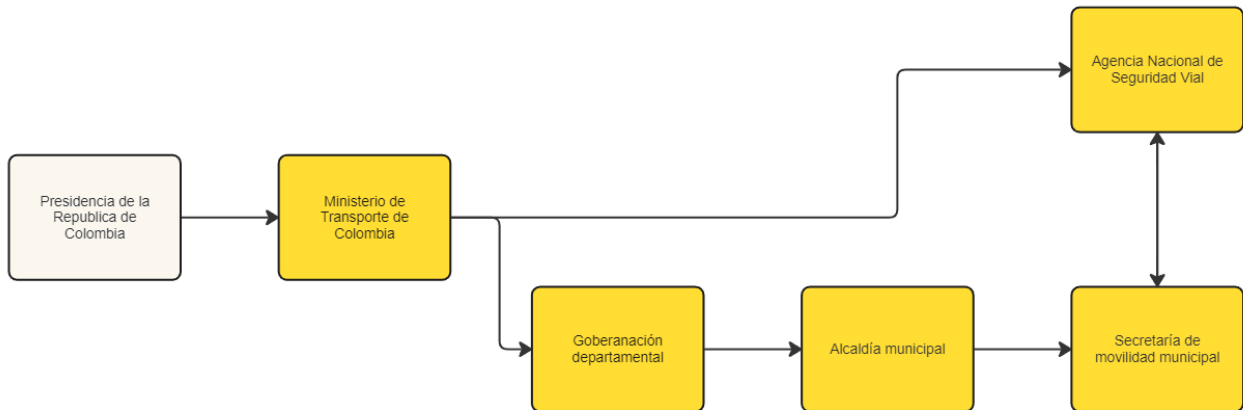 Agencia Nacional de
Seguridad Vial
Presidencia de la
Republica de
Colombia
Ministerio de
Transporte de
Colombia
Goberanación
departamental
Alcaldía municipal
Secretaría de
movilidad municipal